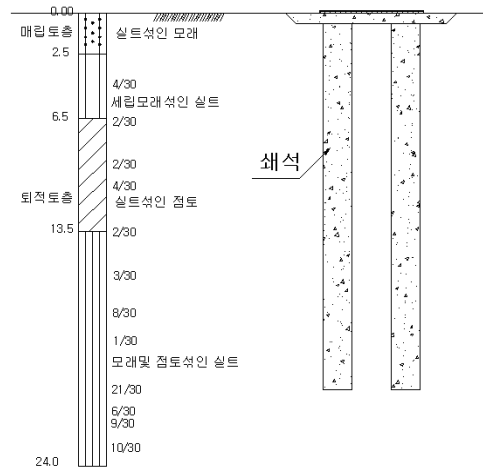 0.00
매립토층
실트섞인 모래
2.5
4/30
세립모래섞인 실트
6.5
2/30
쇄석
2/30
4/30
퇴적토층
실트섞인 점토
13.5
2/30
3/30
8/30
1/30
모래및 점토섞인 실트
21/30
6/30
9/30
10/30
24.0